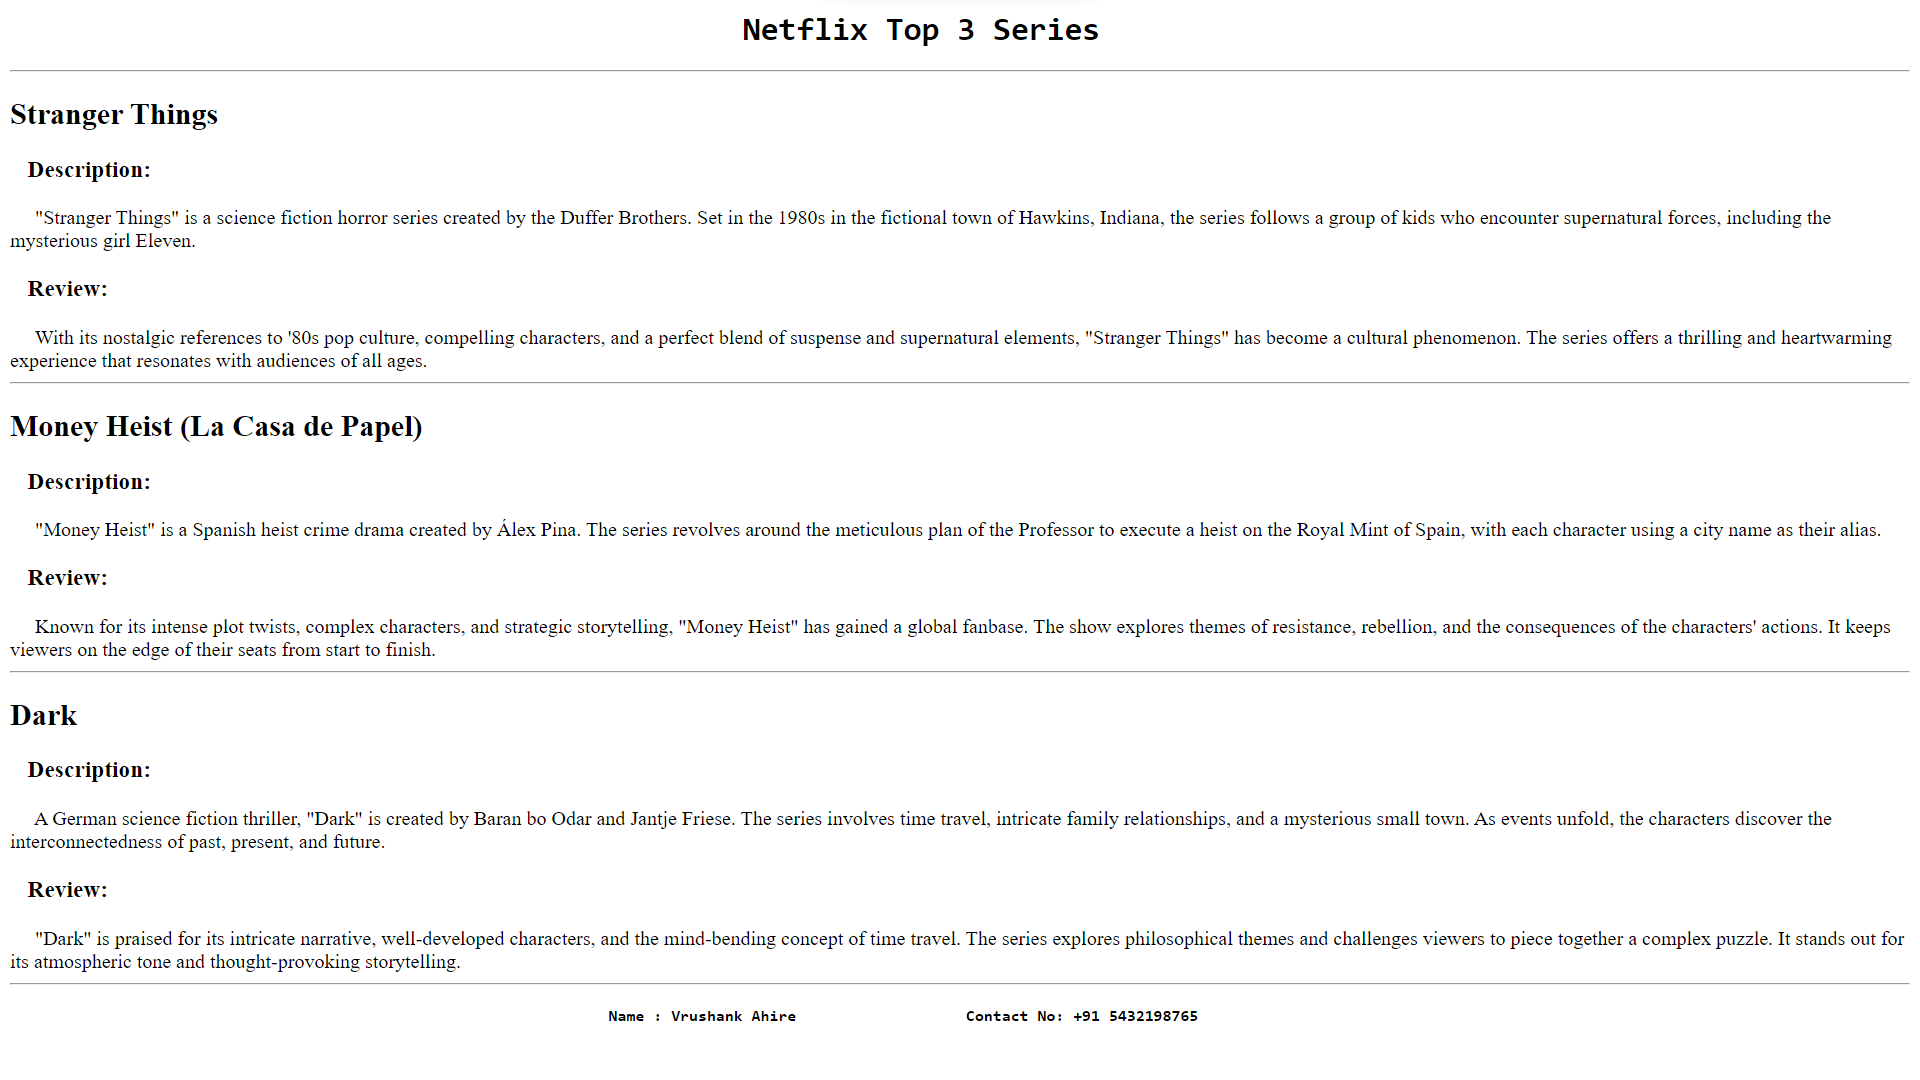 Netflix Top 3 Series
Stranger Things
Description:
"Stranger Things" is a science fiction horror series created by the Duffer Brothers. Set in the 1980s in the fictional town of Hawkins, Indiana, the series follows a group of kids who encounter supernatural forces, including the
mysterious girl Eleven.
Review:
With its nostalgic references to '80s pop culture, compelling characters, and a perfect blend of suspense and supernatural elements, "Stranger Things" has become a cultural phenomenon. The series offers a thrilling and heartwarming
experience that resonates with audiences of all ages.
Money Heist (La Casa de Papel)
Description:
"Money Heist" is a Spanish heist crime drama created by Álex Pina. The series revolves around the meticulous plan of the Professor to execute a heist on the Royal Mint of Spain, with each character using a city name as their alias.
Review:
Known for its intense plot twists, complex characters, and strategic storytelling, "Money Heist" has gained a global fanbase. The show explores themes of resistance, rebellion, and the consequences of the characters' actions. It keeps
viewers on the edge of their seats from start to finish.
Dark
Description:
A German science fiction thriller, "Dark" is created by Baran bo Odar and Jantje Friese. The series involves time travel, intricate family relationships, and a mysterious small town. As events unfold, the characters discover the
interconnectedness of past, present, and future.
Review:
"Dark" is praised for its intricate narrative, well-developed characters, and the mind-bending concept of time travel. The series explores philosophical themes and challenges viewers to piece together a complex puzzle. It stands out for
its atmospheric tone and thought-provoking storytelling.
Name : Vrushank Ahire Contact No: +91 5432198765